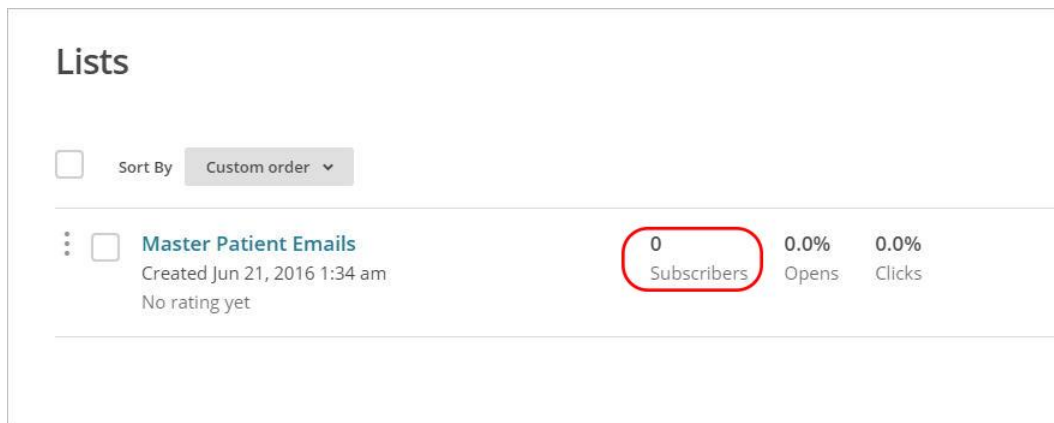 Lists
Sort By Custom order
Master Patient Emails 0 0.0% 0.0%
Created Jun 21, 2016 1:34 am Subscribers Opens Clicks
No rating yet